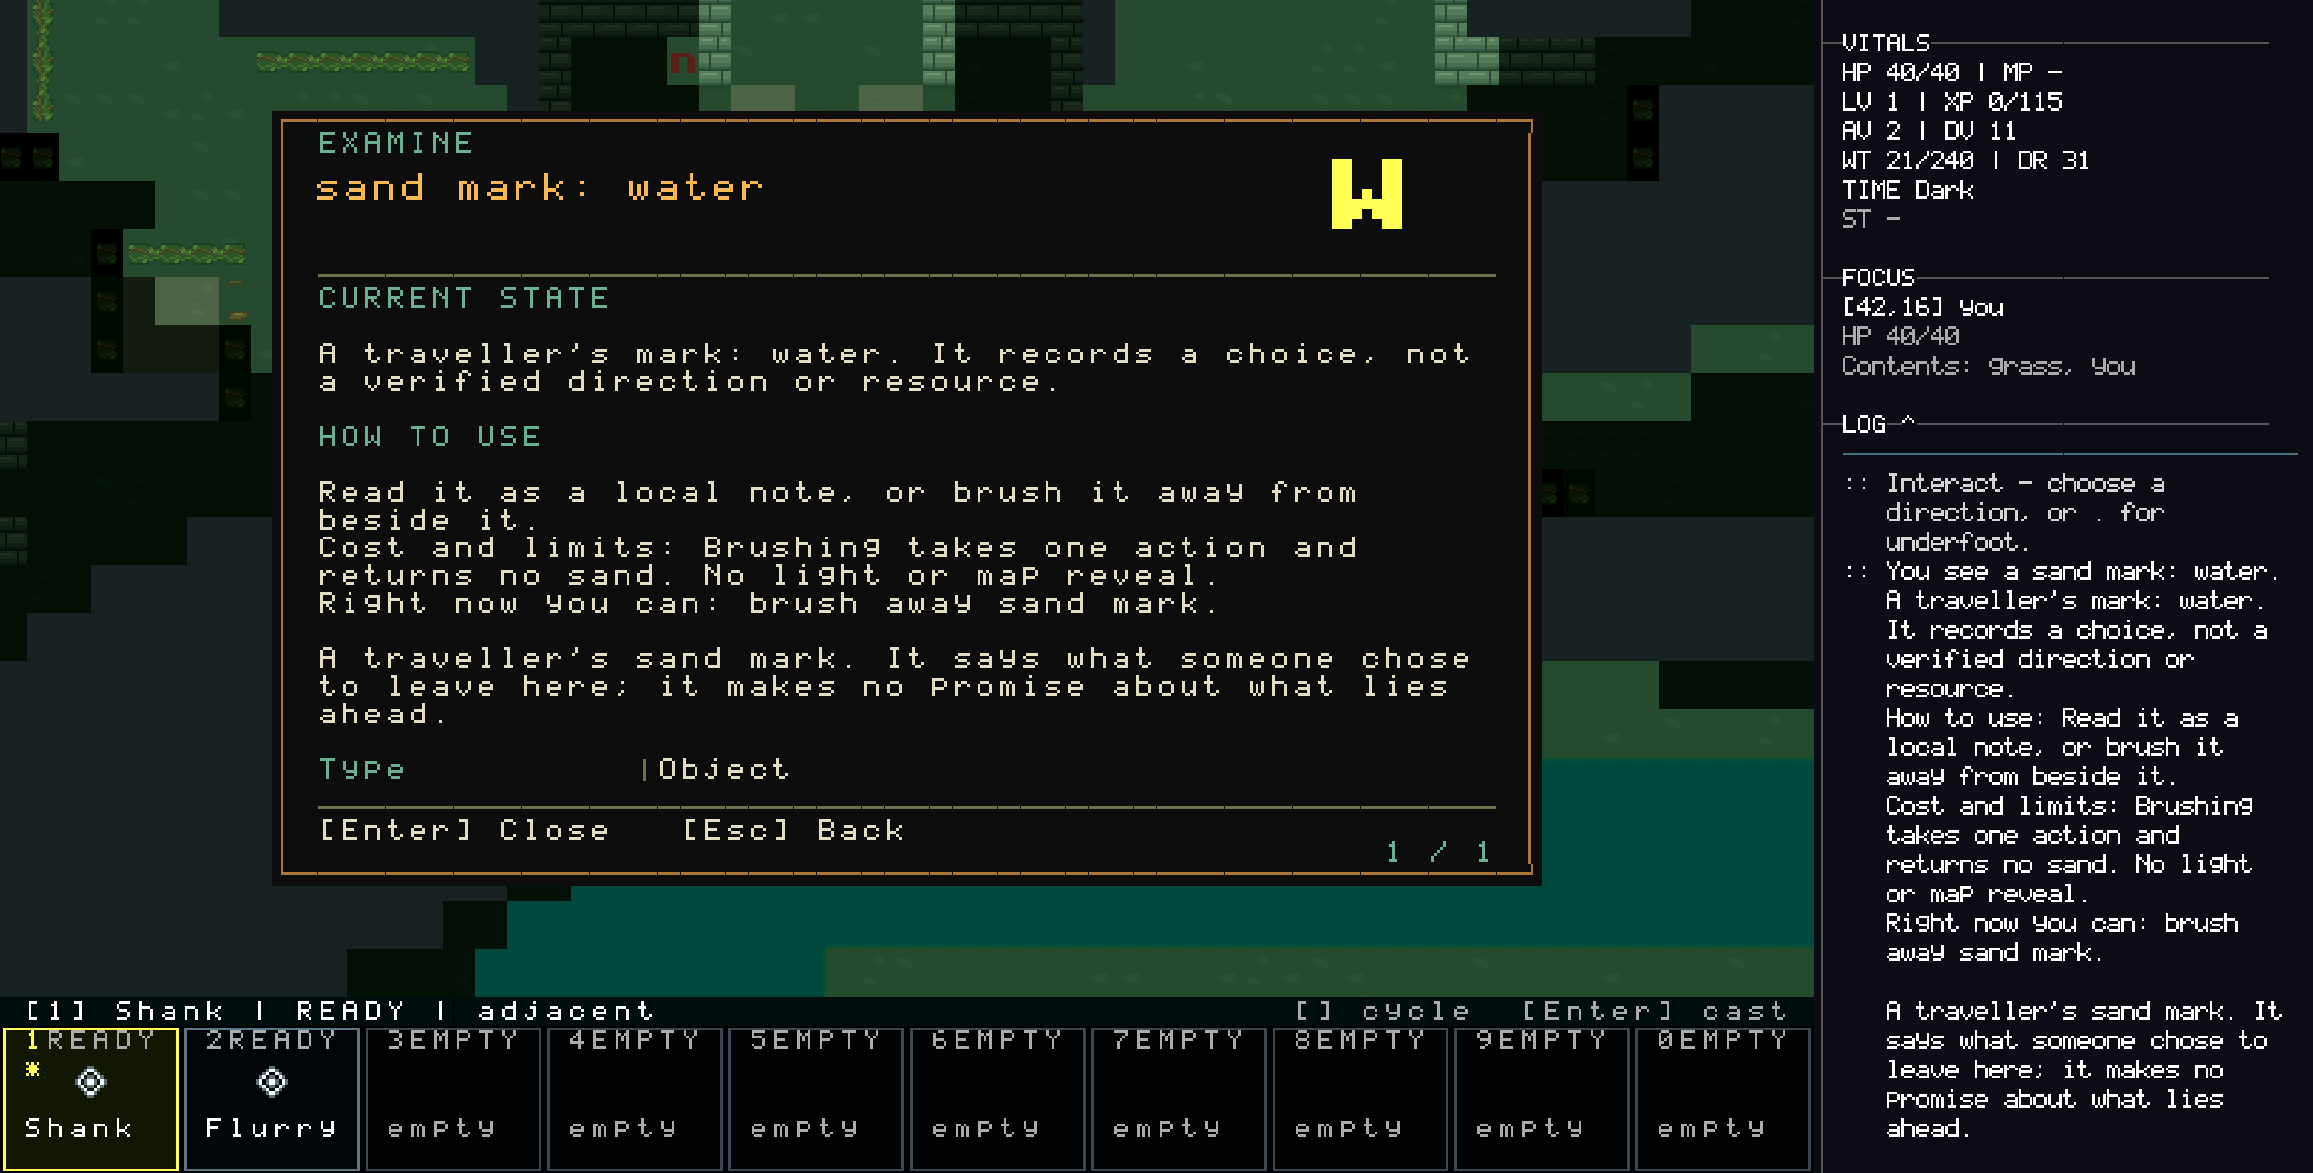 EXAMINE
sand mark: water
W
CURRENT STATE
A traveller's mark: water. It records a choice, not
a verified direction or resource.
HOW TO USE
Read it as a local note, or brush it away from
beside it.
Cost and limits: Brushing takes one action and
returns no sand. No light or map reveal.
Right now you can: brush away sand mark.
A traveller's sand mark. It says what someone chose
to leave here; it makes no promise about what lies
ahead.
Type |Object
[Enter] Close [Esc] Back
1 / 1
n
[1] Shank | READY | adjacent
[] cycle [Enter] cast
1READY 2READY 3EMPTY 4EMPTY 5EMPTY 6EMPTY 7EMPTY 8EMPTY 9EMPTY 0EMPTY
*
Shank Flurry empty empty empty empty empty empty empty empty
VITALS
HP 40/40 | MP -
LV 1 | XP 0/115
AV 2 | DV 11
WT 21/240 | DR 31
TIME Dark
ST -
FOCUS
[42,16] You
HP 40/40
Contents: grass, You
LOG ^
:: Interact - choose a
direction, or . for
underfoot.
:: You see a sand mark: water.
A traveller's mark: water.
It records a choice, not a
verified direction or
resource.
How to use: Read it as a
local note, or brush it
away from beside it.
Cost and limits: Brushing
takes one action and
returns no sand. No light
or map reveal.
Right now you can: brush
away sand mark.
A traveller's sand mark. It
says what someone chose to
leave here; it makes no
promise about what lies
ahead.